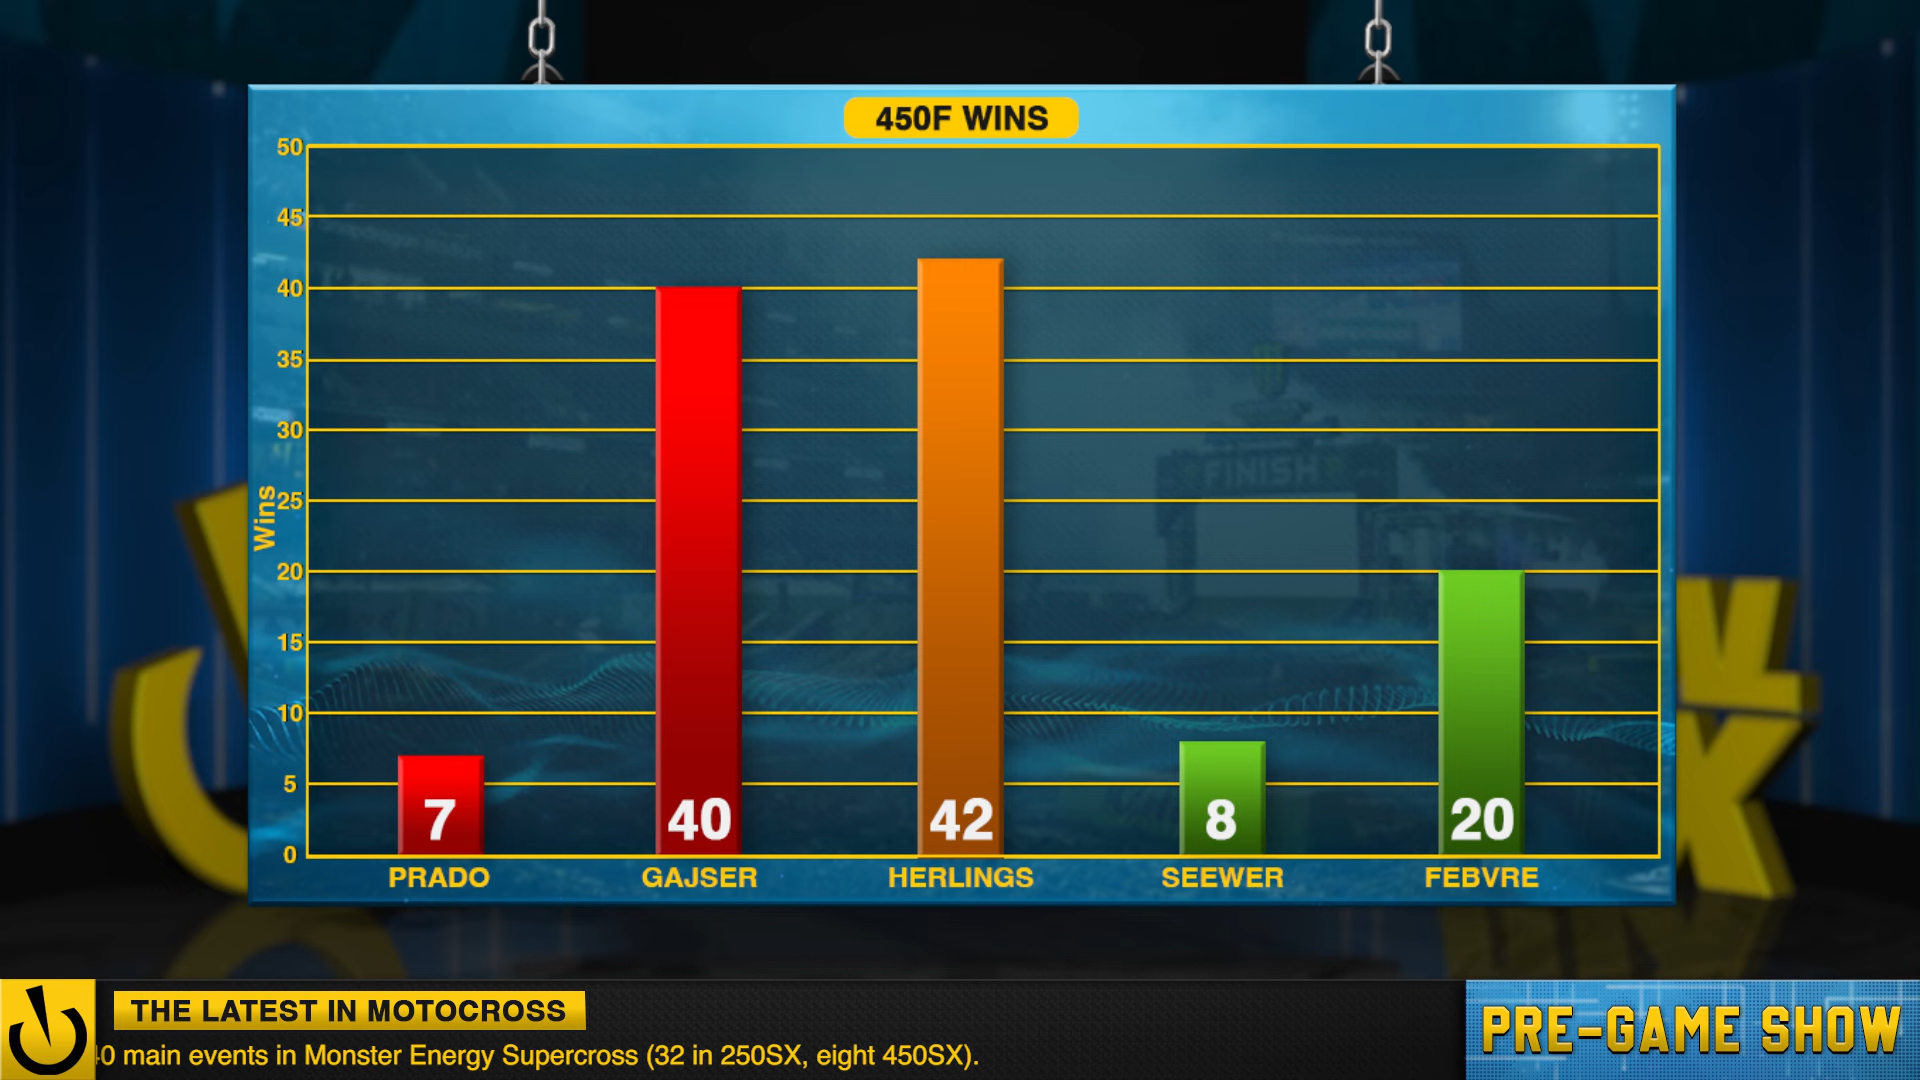 450F WINS
50
45
40
35
30
25
20
15
10
5
0
Wins
FINISH
7
40
42
8
20
PRADO
GAJSER
HERLINGS
SEEWER
FEBVRE
THE LATEST IN MOTOCROSS
main events in Monster Energy Supercross (32 in 250SX, eight 450SX).
PRE-GAME SHOW